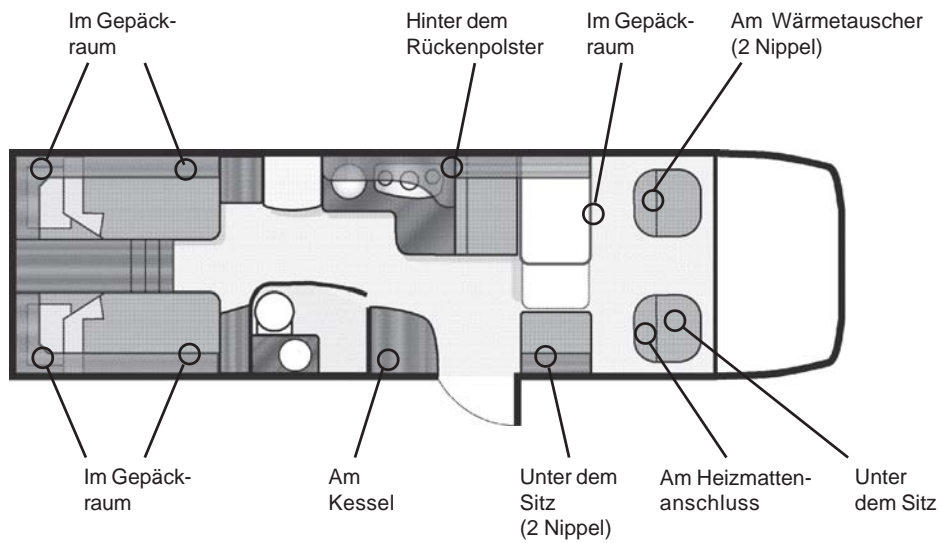 Im Gepäck-
raum
Hinter dem
Rückenpolster
Im Gepäck-
raum
Am Wärmetauscher
(2 Nippel)
Im Gepäck-
raum
Am
Kessel
Unter dem
Sitz
(2 Nippel)
Am Heizmatten-
anschluss
Unter
dem Sitz